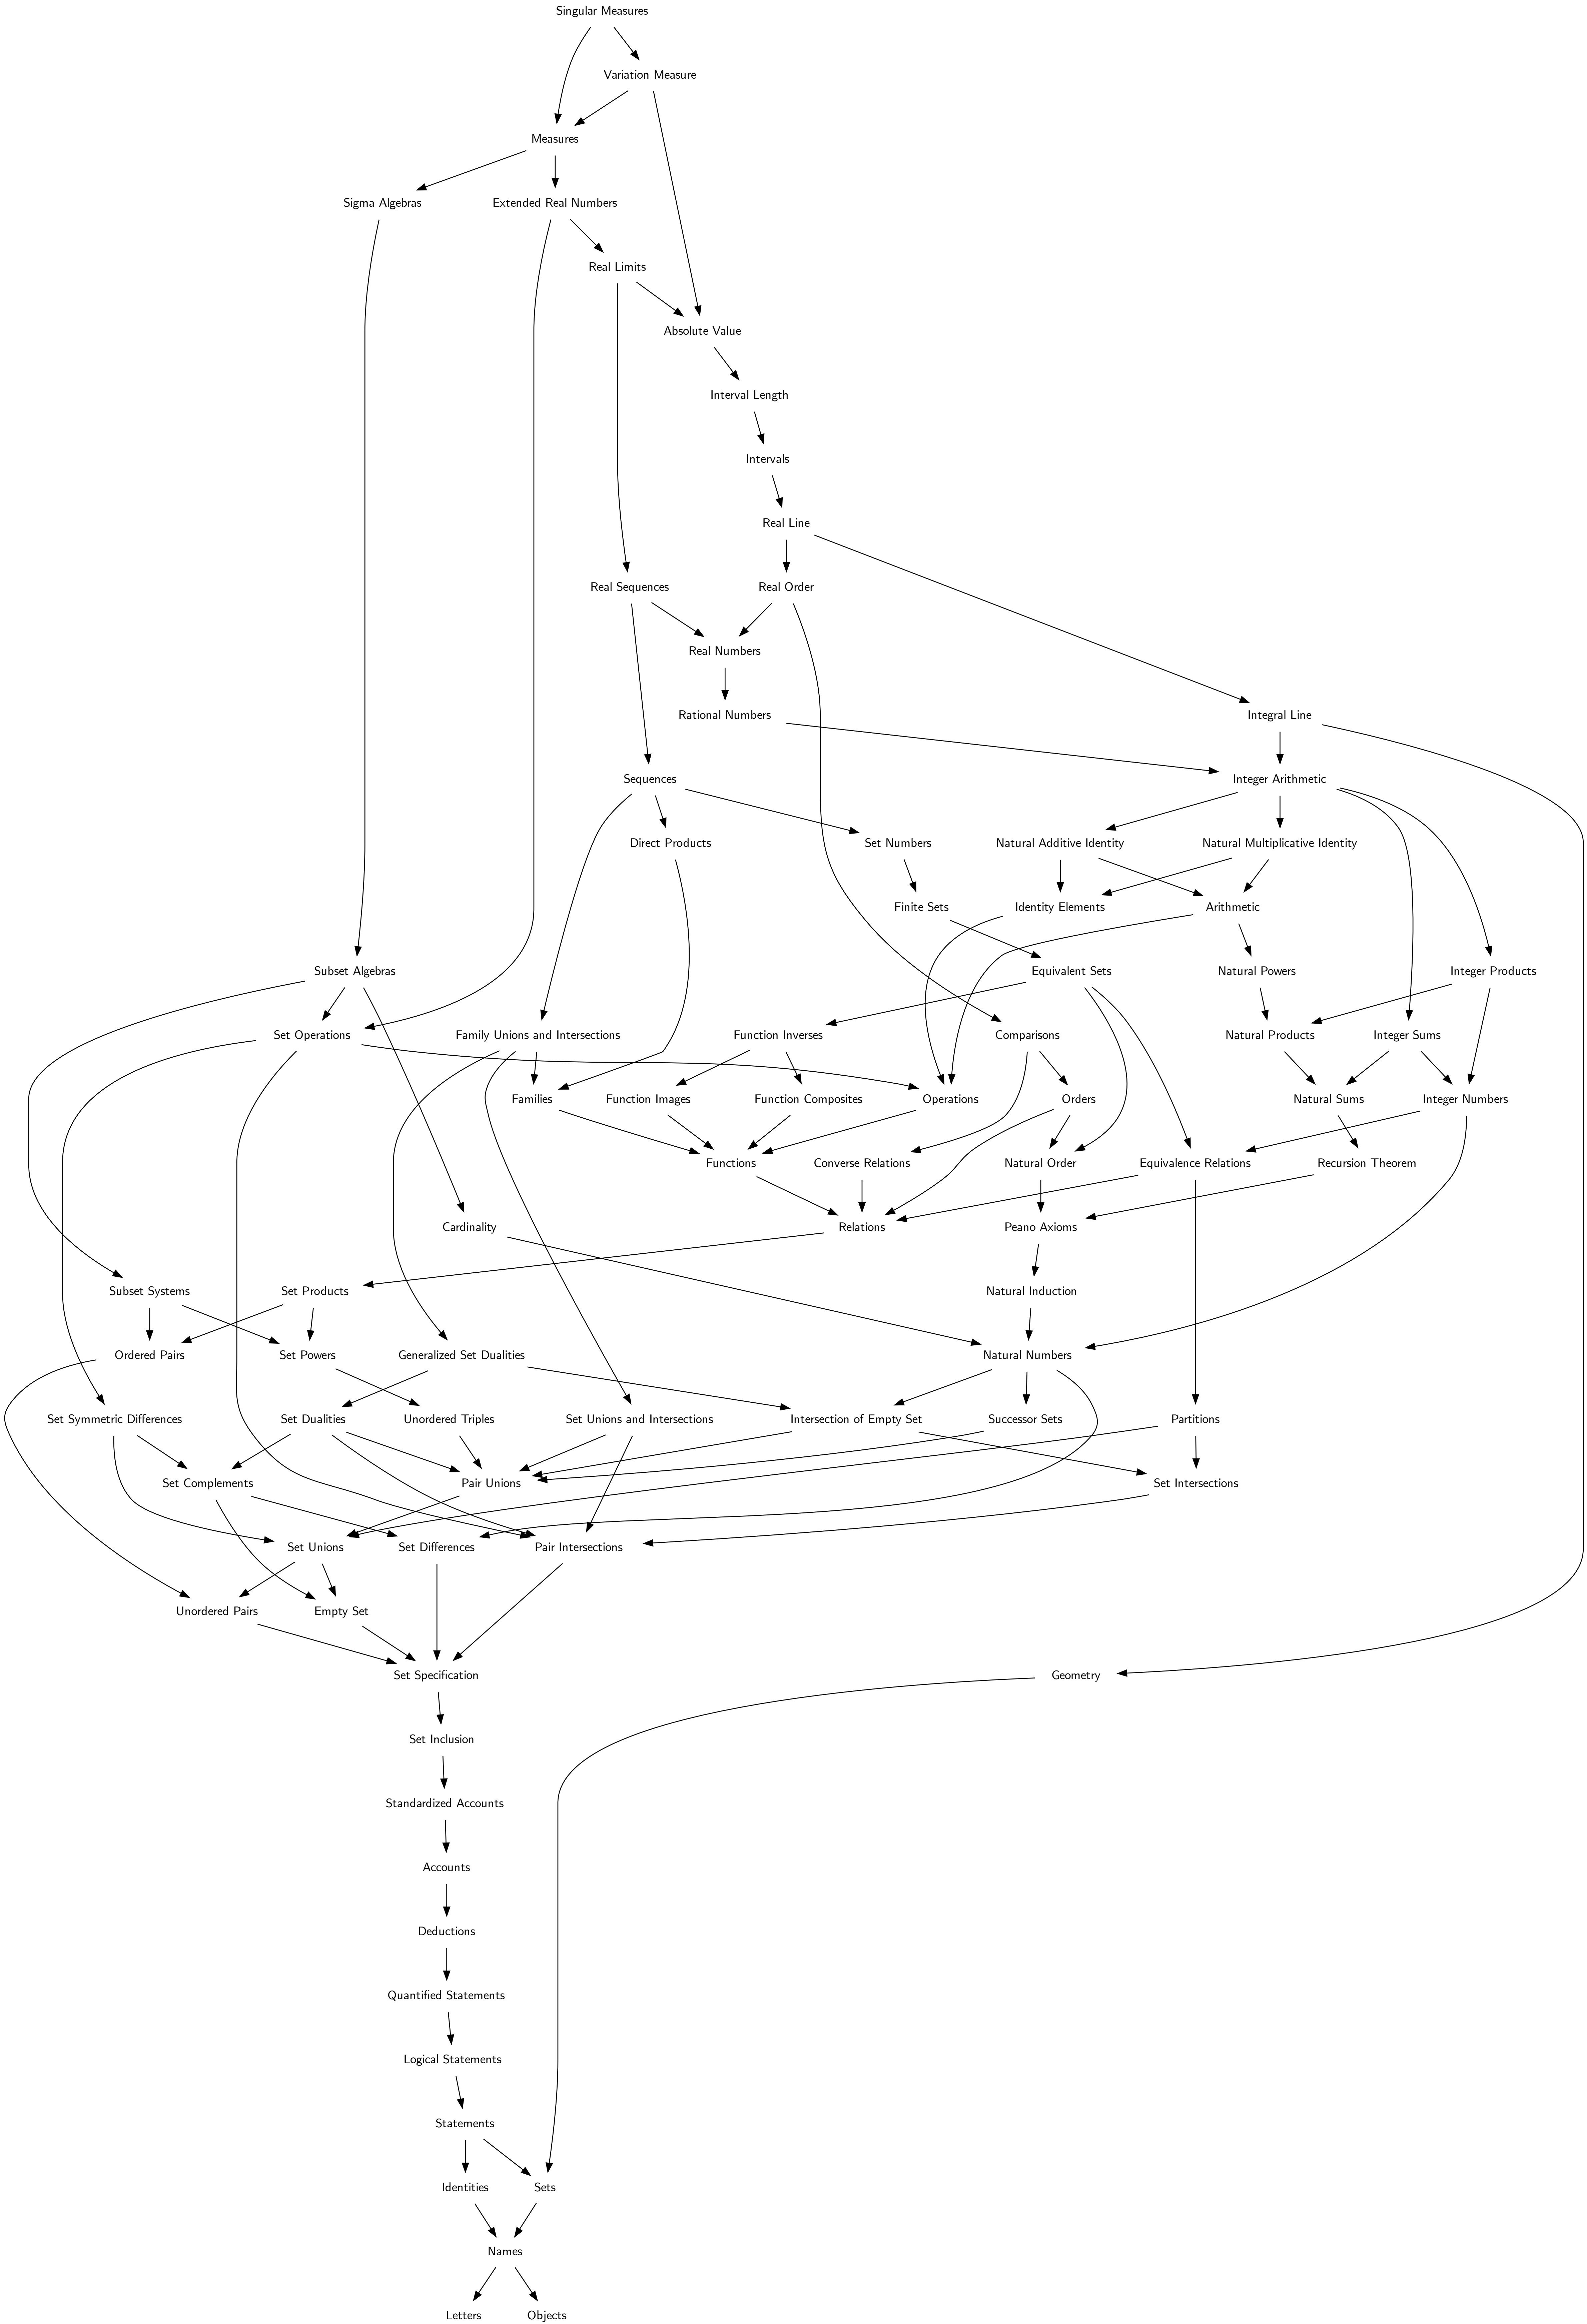 Singular Measures
Variation Measure
Measures
Sigma Algebras
Extended Real Numbers
Real Limits
Absolute Value
Interval Length
Intervals
Real Line
Real Sequences
Real Order
Real Numbers
Rational Numbers
Integral Line
Sequences
Integer Arithmetic
Direct Products
Set Numbers
Natural Additive Identity
Natural Multiplicative Identity
Finite Sets
Identity Elements
Arithmetic
Subset Algebras
Equivalent Sets
Natural Powers
Integer Products
Set Operations
Family Unions and Intersections
Function Inverses
Comparisons
Natural Products
Integer Sums
Families
Function Images
Function Composites
Operations
Orders
Natural Sums
Integer Numbers
Functions
Converse Relations
Natural Order
Equivalence Relations
Recursion Theorem
Cardinality
Relations
Peano Axioms
Subset Systems
Set Products
Natural Induction
Ordered Pairs
Set Powers
Generalized Set Dualities
Natural Numbers
Set Symmetric Differences
Set Dualities
Unordered Triples
Set Unions and Intersections
Intersection of Empty Set
Successor Sets
Partitions
Set Complements
Pair Unions
Set Intersections
Set Unions
Set Differences
Pair Intersections
Unordered Pairs
Empty Set
Set Specification
Geometry
Set Inclusion
Standardized Accounts
Accounts
Deductions
Quantified Statements
Logical Statements
Statements
Identities
Sets
Names
Letters
Objects